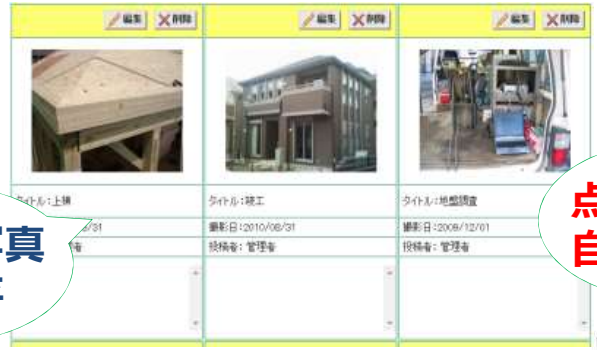 編集 削除 編集 削除 編集 削除
タイトル:上棟 タイトル:竣工 タイトル:地盤調査
/31 撮影日:2010/08/31 撮影日:2009/12/01
者 投稿者:管理者 投稿者:管理者
真
点
自